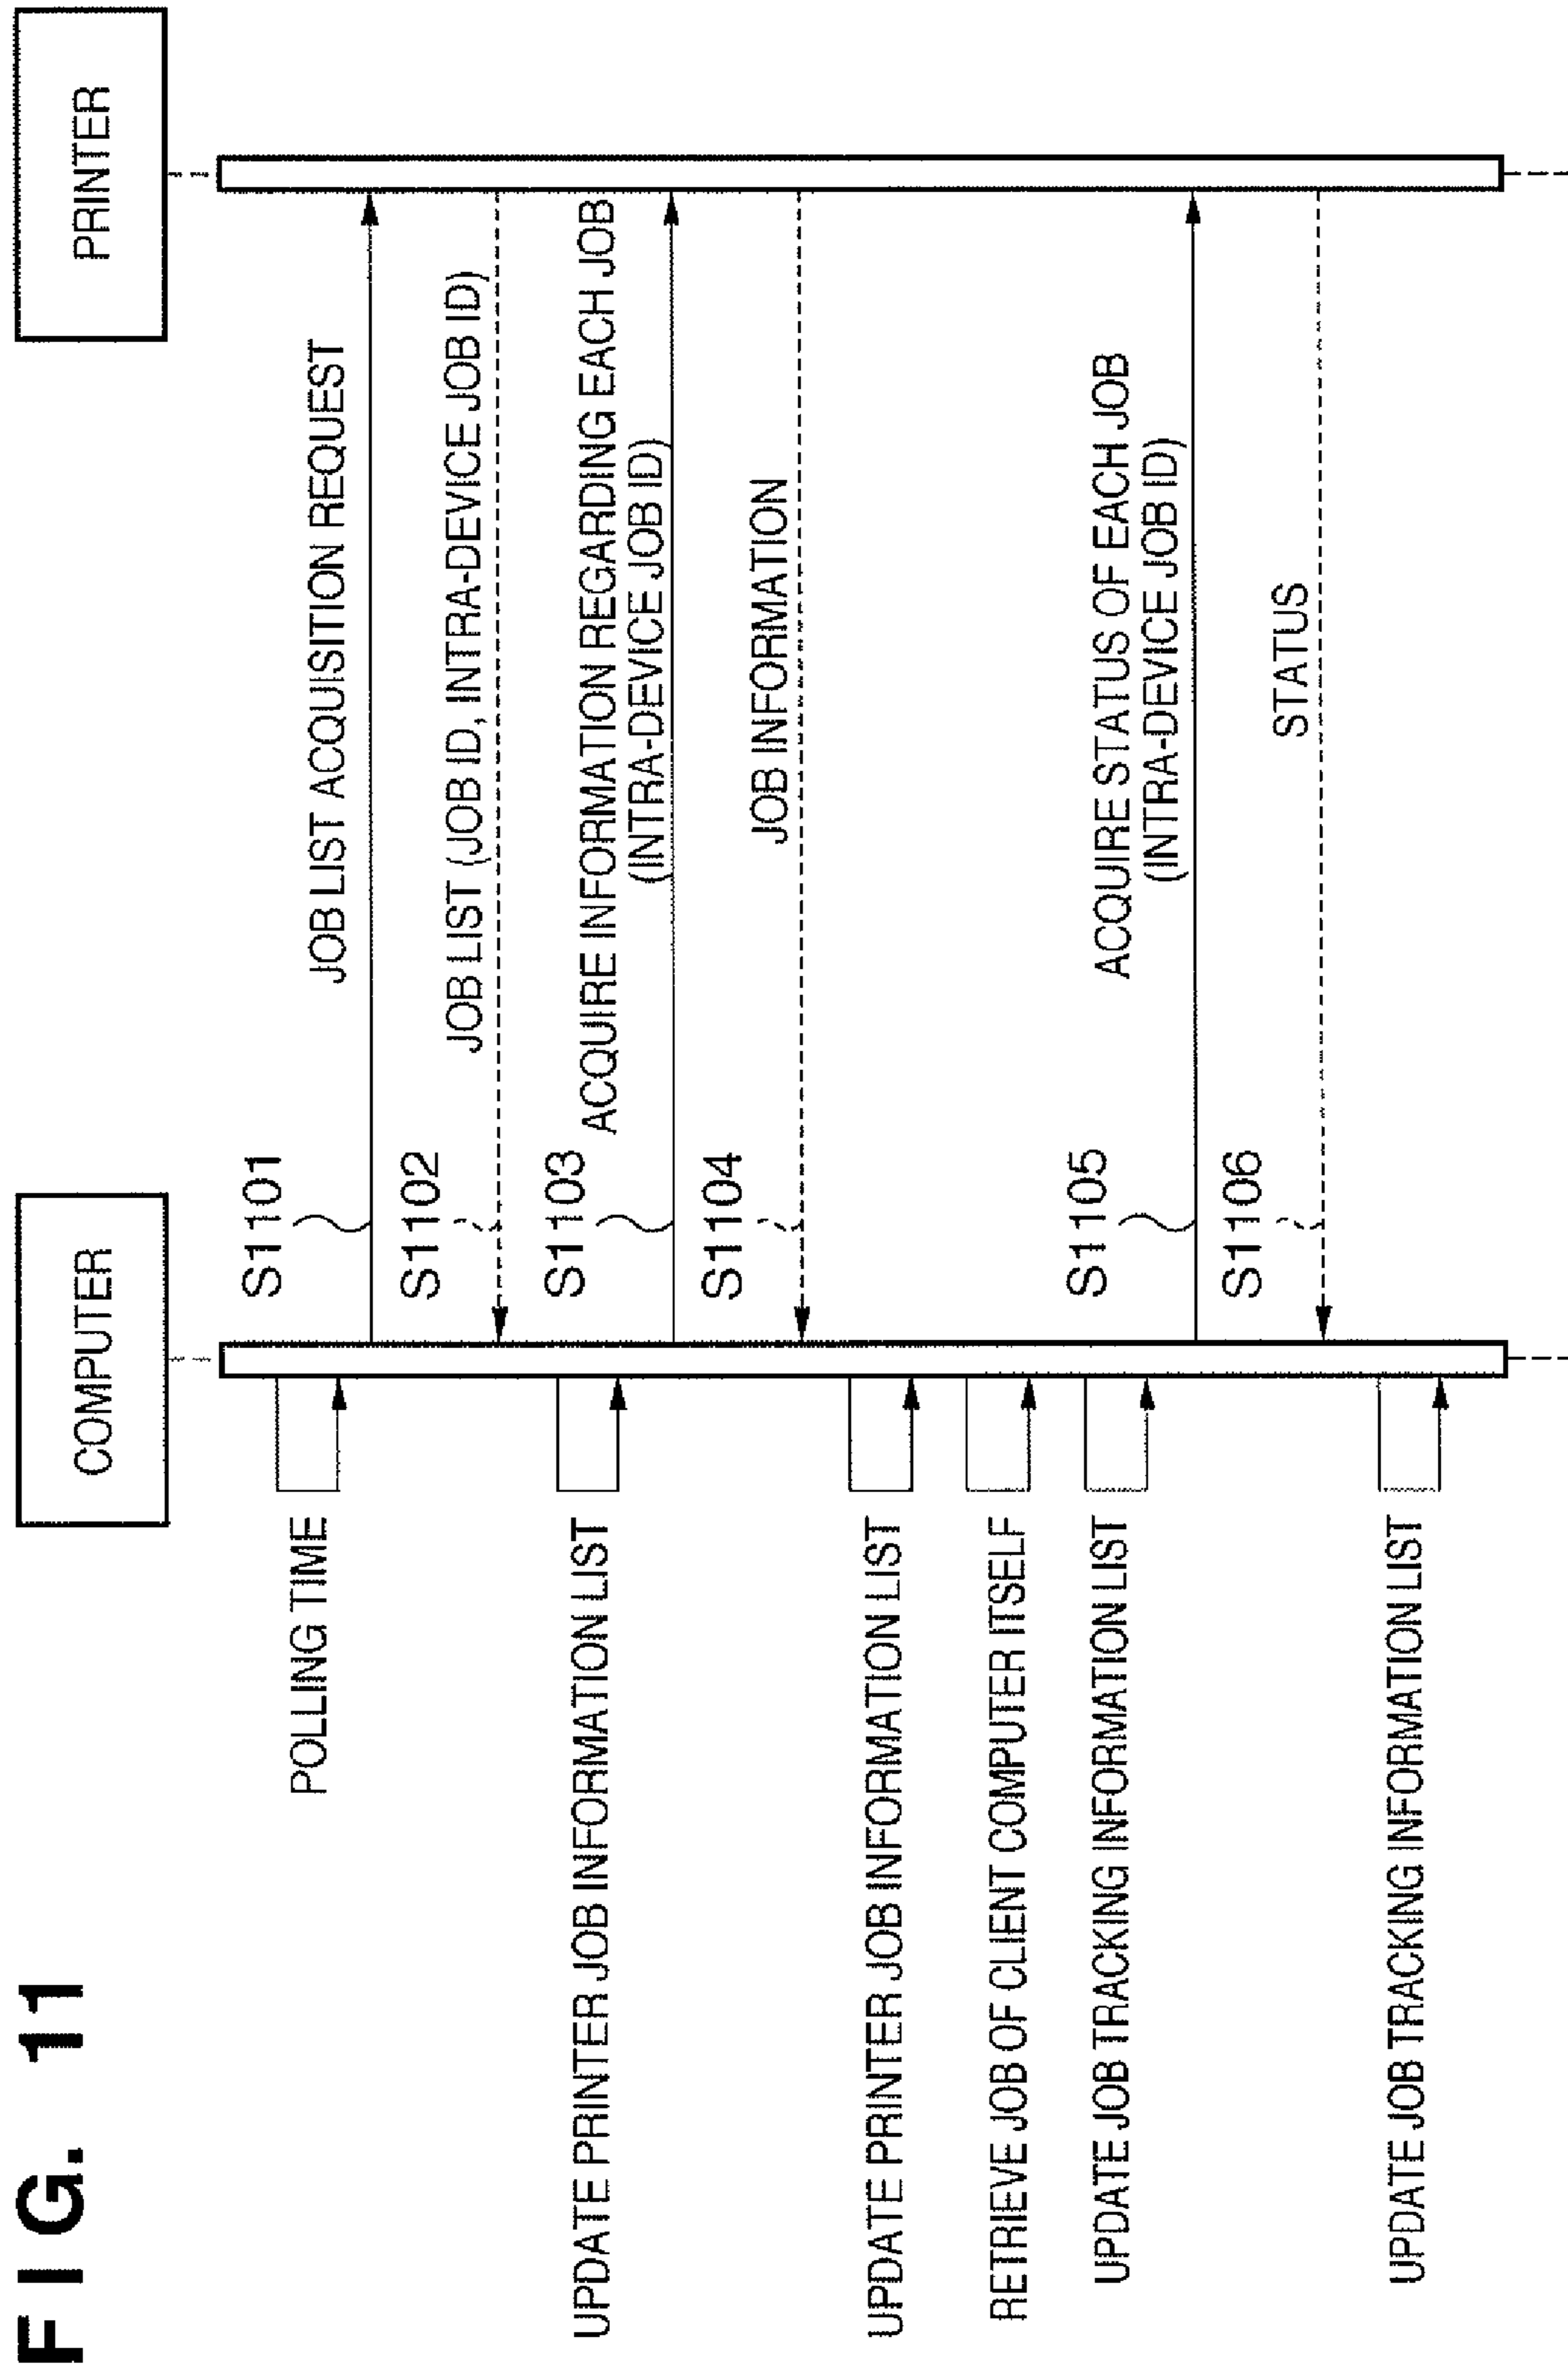 FIG. 11
COMPUTER
PRINTER
POLLING TIME
S1101
JOB LIST ACQUISITION REQUEST
S1102
JOB LIST (JOB ID, INTRA-DEVICE JOB ID)
UPDATE PRINTER JOB INFORMATION LIST
S1103
ACQUIRE INFORMATION REGARDING EACH JOB
(INTRA-DEVICE JOB ID)
S1104
JOB INFORMATION
UPDATE PRINTER JOB INFORMATION LIST
RETRIEVE JOB OF CLIENT COMPUTER ITSELF
UPDATE JOB TRACKING INFORMATION LIST
S1105
ACQUIRE STATUS OF EACH JOB
(INTRA-DEVICE JOB ID)
S1106
STATUS
UPDATE JOB TRACKING INFORMATION LIST